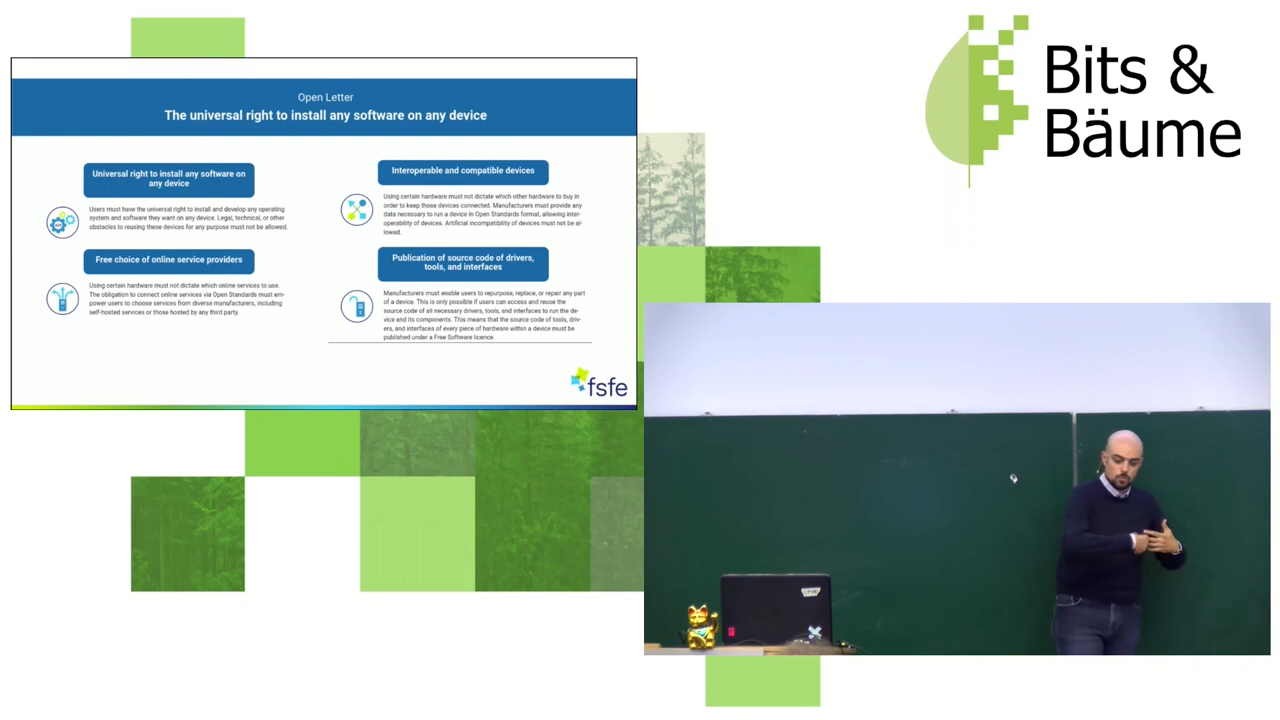 Open Letter
The universal right to install any software on any device
Universal right to install any software on
any device
Users must have the universal right to install and develop any operating
system and software they want on any device. Legal, technical, or other
obstacles to reusing these devices for any purpose must not be allowed.
Free choice of online service providers
Using certain hardware must not dictate which online services to use.
The obligation to connect online services via Open Standards must em-
power users to choose services from diverse manufacturers, including
self-hosted services or those hosted by any third party.
Interoperable and compatible devices
Using certain hardware must not dictate which other hardware to buy in
order to keep those devices connected. Manufacturers must provide any
data necessary to run a device in Open Standards format, allowing inter-
operability of devices. Artificial incompatibility of devices must not be al-
lowed.
Publication of source code of drivers,
tools, and interfaces
Manufacturers must enable users to repurpose, replace, or repair any part
of a device. This is only possible if users can access and reuse the
source code of all necessary drivers, tools, and interfaces to run the de-
vice and its components. This means that the source code of tools, driv-
ers, and interfaces of every piece of hardware within a device must be
published under a Free Software licence.
fsfe
Bits &
Bäume